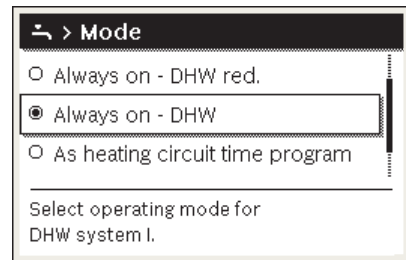 > Mode
Always on - DHW red.
Always on - DHW
As heating circuit time program
Select operating mode for
DHW system I.